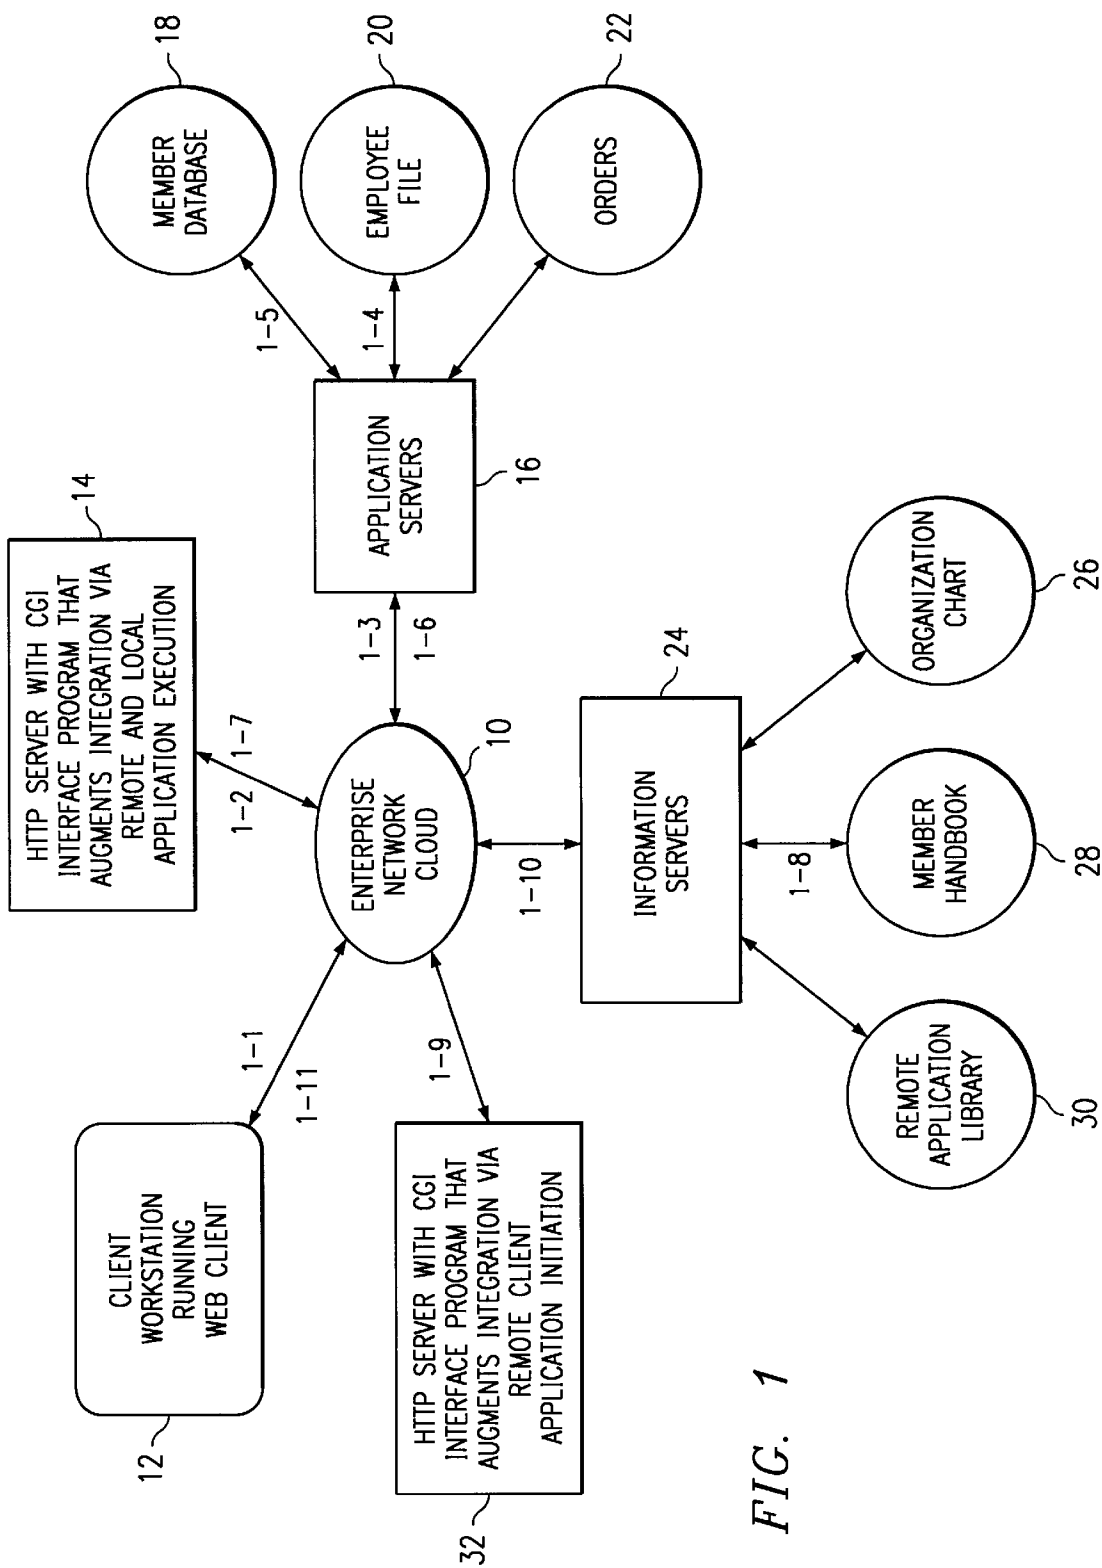 CLIENT
WORKSTATION
RUNNING
WEB CLIENT
12
1-1
1-11
HTTP SERVER WITH CGI
INTERFACE PROGRAM THAT
AUGMENTS INTEGRATION VIA
REMOTE AND LOCAL
APPLICATION EXECUTION
14
1-2
1-7
MEMBER
DATABASE
18
1-5
EMPLOYEE
FILE
20
1-4
ORDERS
22
APPLICATION
SERVERS
16
1-3
1-6
ENTERPRISE
NETWORK
CLOUD
10
1-9
1-10
HTTP SERVER WITH CGI
INTERFACE PROGRAM THAT
AUGMENTS INTEGRATION VIA
REMOTE CLIENT
APPLICATION INITIATION
32
INFORMATION
SERVERS
24
1-8
REMOTE
APPLICATION
LIBRARY
30
MEMBER
HANDBOOK
28
ORGANIZATION
CHART
26
FIG. 1